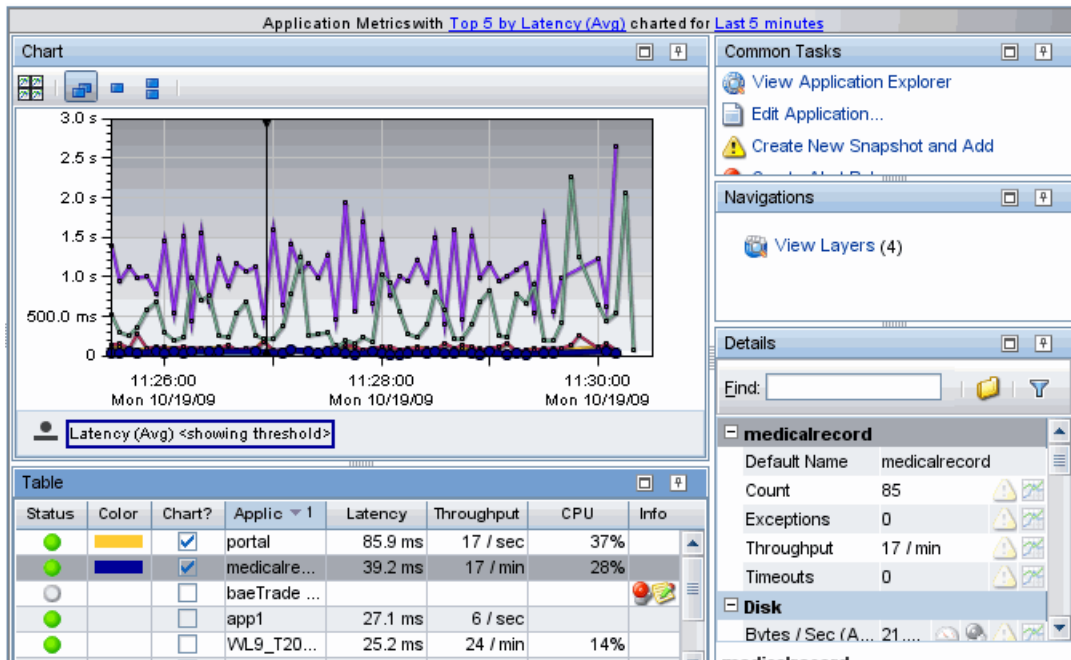 Application Metricswith Top 5 by Latency (Avg) charted for Last 5 minutes
Chart
3.0 s
2.5 s
2.0 s
1.5 s
1.0 s
500.0 ms
0
11:26:00 11:28:00 11:30:00
Mon 10/19/09 Mon 10/19/09 Mon 10/19/09
Latency (Avg) <showing threshold>
Table
Status Color Chart? Applic 1 Latency Throughput CPU Info
portal 85.9 ms 17 / sec 37%
medicalre... 39.2 ms 17 / min 28%
baeTrade ...
app1 27.1 ms 6 / sec
WL9_T20... 25.2 ms 24 / min 14%
Common Tasks
View Application Explorer
Edit Application...
Create New Snapshot and Add
Navigations
View Layers (4)
Details
Find:
medicalrecord
Default Name medicalrecord
Count 85
Exceptions 0
Throughput 17 / min
Timeouts 0
Disk
Bytes / Sec (A... 21....
medicalrecord